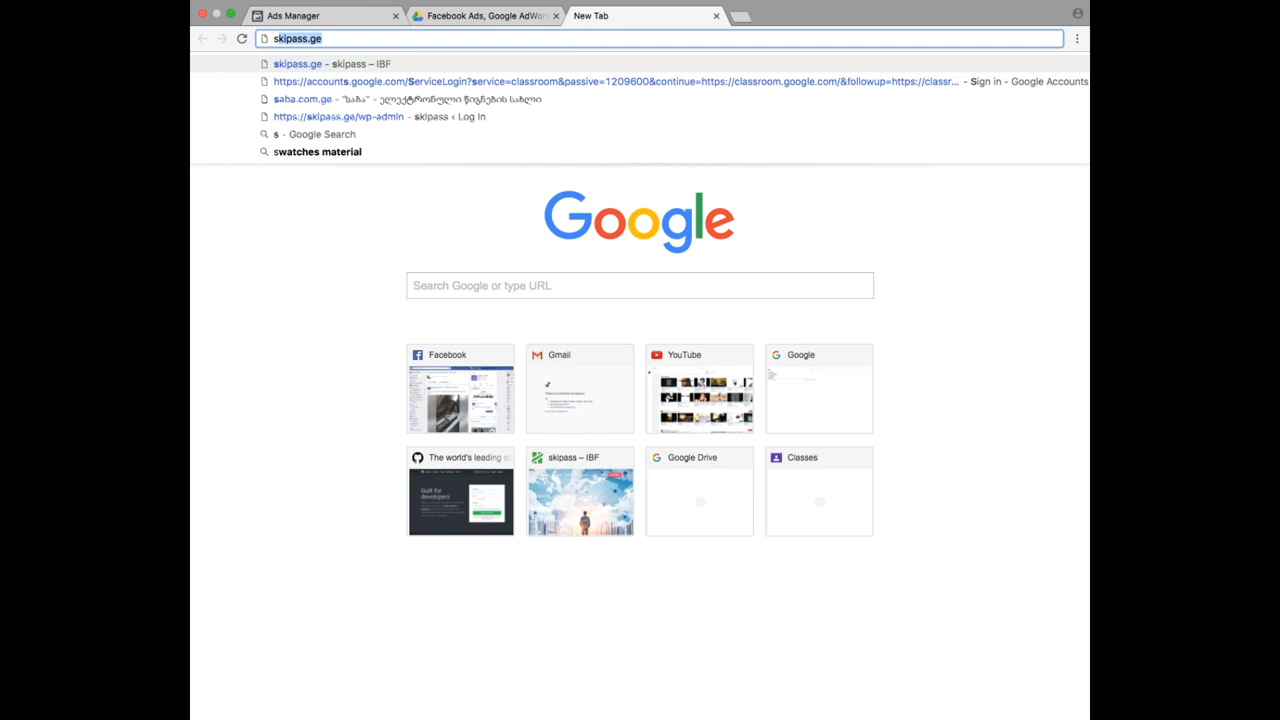 Ads Manager
Facebook Ads, Google AdWor
New Tab
skipass.ge
skipass.ge – skipass – IBF
https://accounts.google.com/ServiceLogin?service=classroom&passive=1209600&continue=https://classroom.google.com/&followup=https://classr... – Sign in - Google Accounts
saba.com.ge – "საბა" - ელექტრონული წიგნების სახლი
https://skipass.ge/wp-admin – skipass ‹ Log In
s – Google Search
swatches material
Google
Search Google or type URL
Facebook
Gmail
YouTube
Google
The world's leading s
skipass – IBF
Google Drive
Classes
Built for
developers